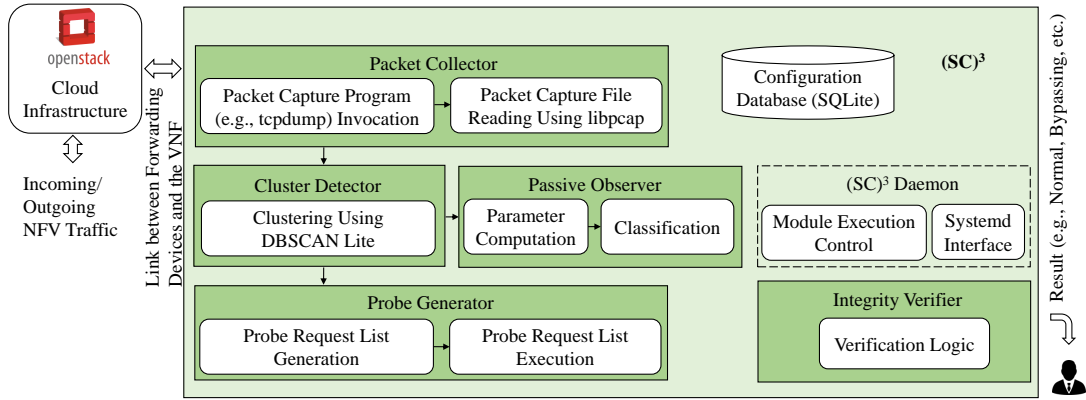 openstack
Cloud
Infrastructure
Incoming/
Outgoing
NFV Traffic
Link between Forwarding
Devices and the VNF
(SC)³
Packet Collector
Packet Capture Program
(e.g., tcpdump) Invocation
Packet Capture File
Reading Using libpcap
Configuration
Database (SQLite)
Cluster Detector
Clustering Using
DBSCAN Lite
Passive Observer
Parameter
Computation
Classification
(SC)³ Daemon
Module Execution
Control
Systemd
Interface
Probe Generator
Probe Request List
Generation
Probe Request List
Execution
Integrity Verifier
Verification Logic
Result (e.g., Normal, Bypassing, etc.)